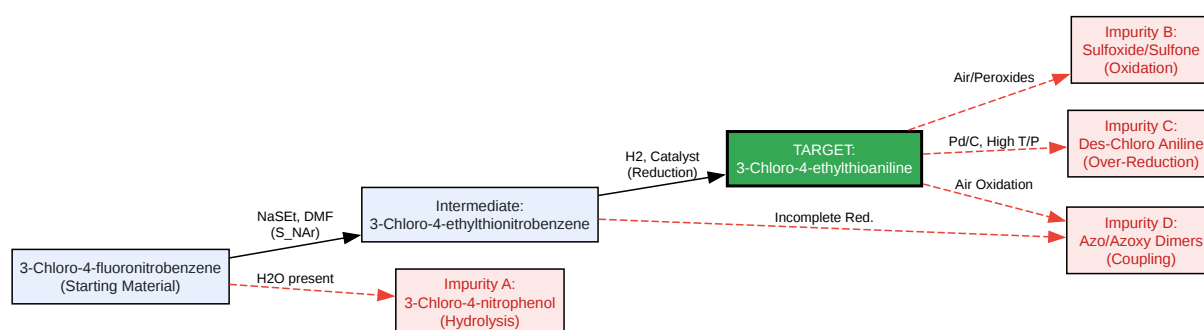 3-Chloro-4-fluoronitrobenzene
(Starting Material)
NaSEt, DMF
(S_NAr)
H2O present
Impurity A:
3-Chloro-4-nitrophenol
(Hydrolysis)
Intermediate:
3-Chloro-4-ethylthionitrobenzene
H2, Catalyst
(Reduction)
Incomplete Red.
TARGET:
3-Chloro-4-ethylthioaniline
Air/Peroxides
Pd/C, High T/P
Air Oxidation
Impurity B:
Sulfoxide/Sulfone
(Oxidation)
Impurity C:
Des-Chloro Aniline
(Over-Reduction)
Impurity D:
Azo/Azoxy Dimers
(Coupling)